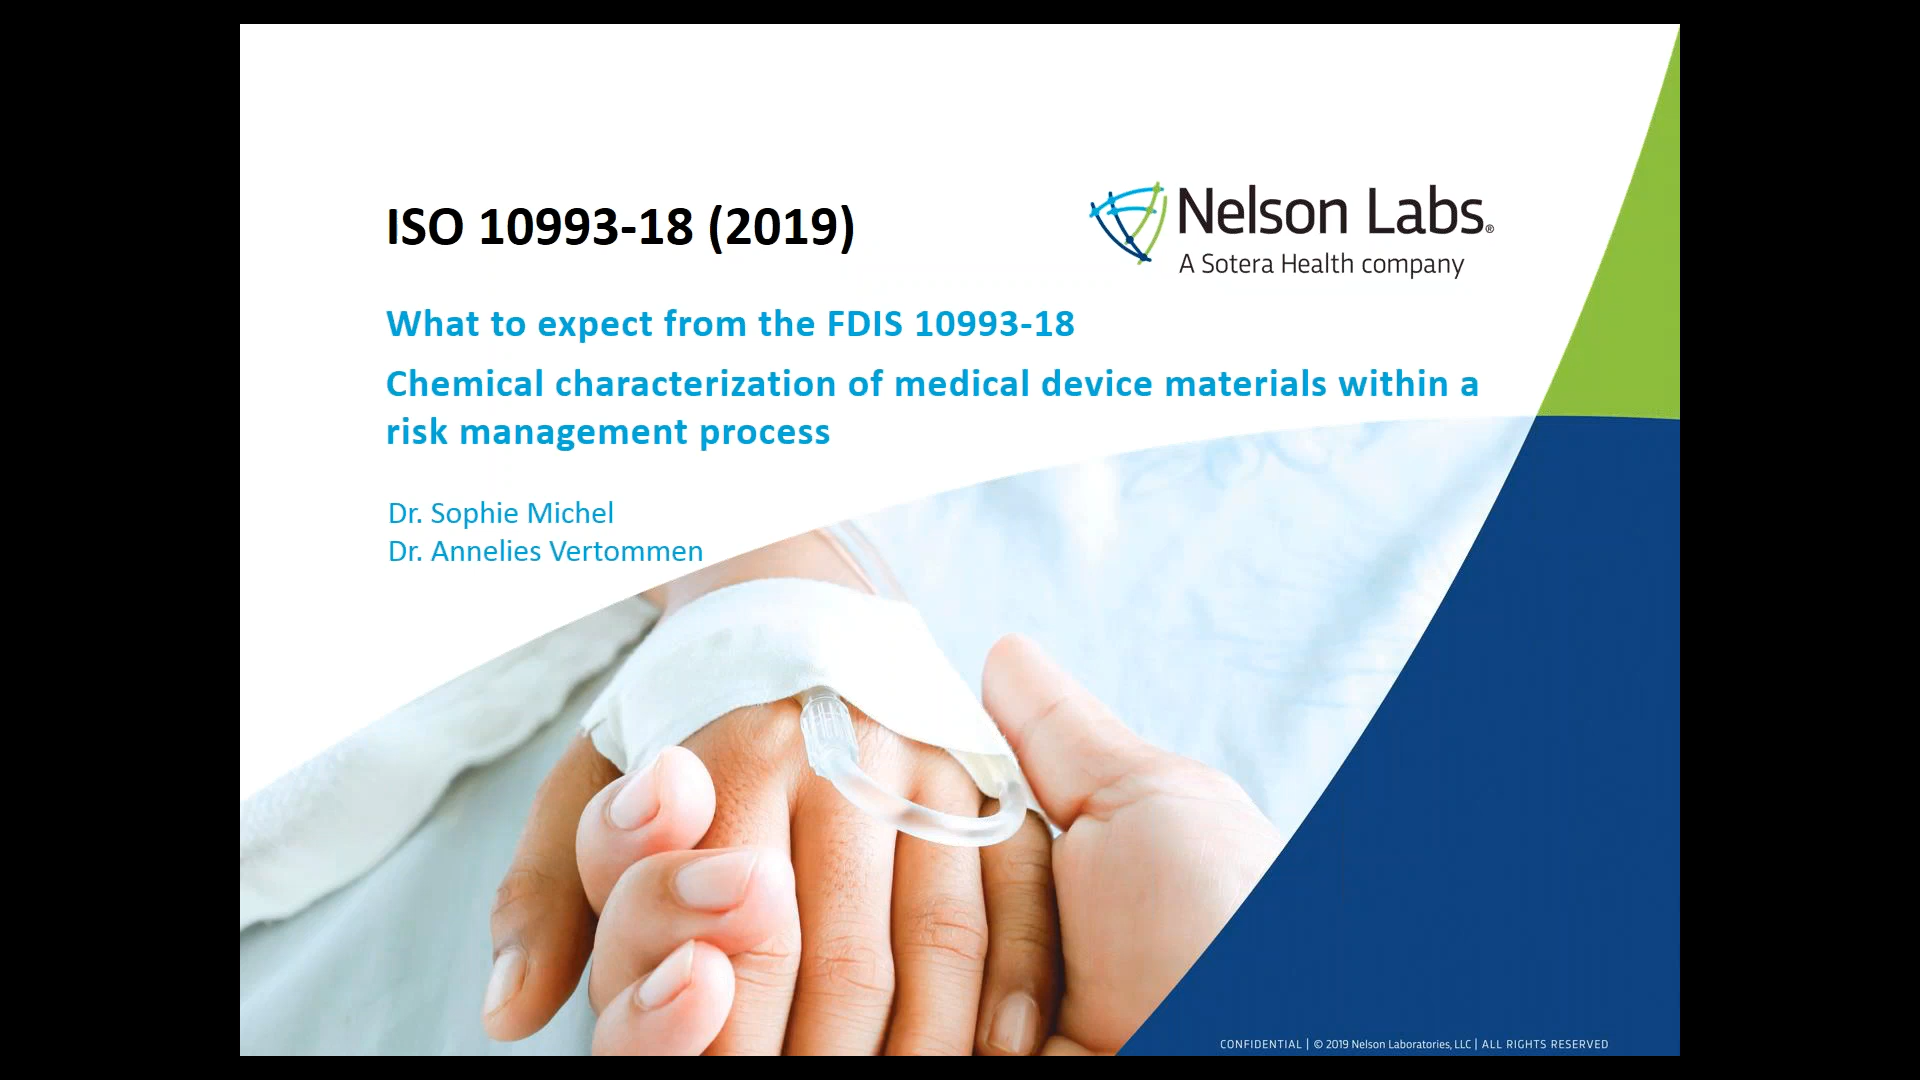 ISO 10993-18 (2019)
Nelson Labs®
A Sotera Health company
What to expect from the FDIS 10993-18
Chemical characterization of medical device materials within a
risk management process
Dr. Sophie Michel
Dr. Annelies Vertommen
CONFIDENTIAL | © 2019 Nelson Laboratories, LLC | ALL RIGHTS RESERVED